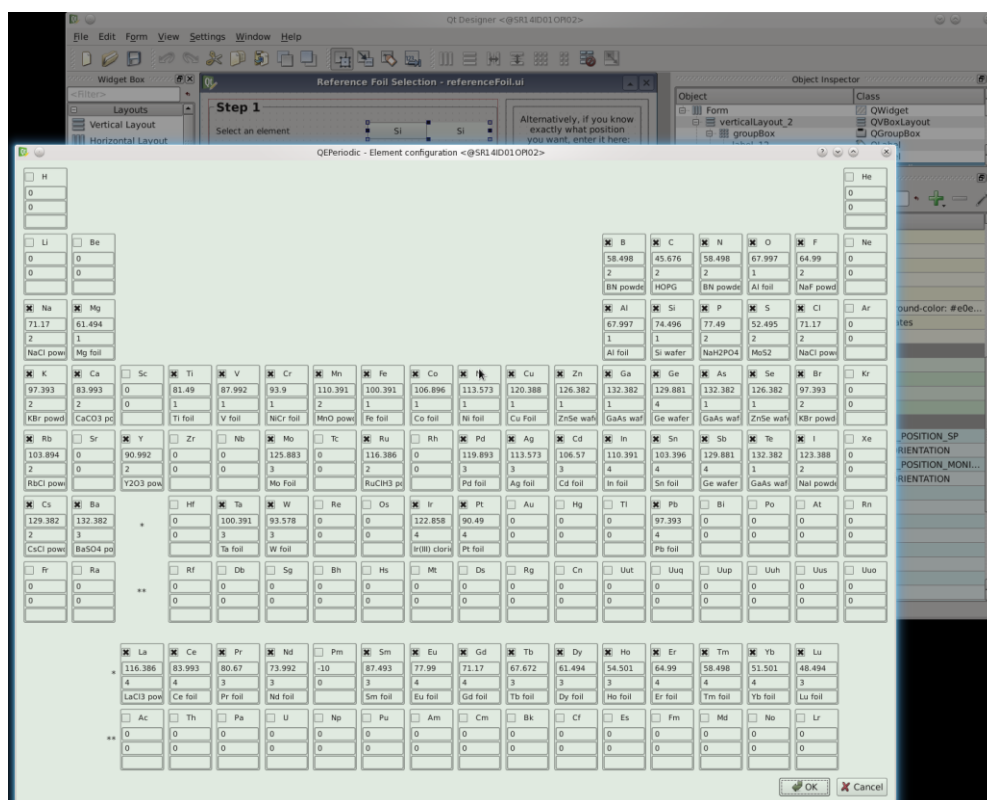 Qt Designer <@SR14ID01OPI02>
File Edit Form View Settings Window Help
Widget Box
Reference Foil Selection - referenceFoil.ui
Object Inspector
<Filter>
Object Class
Layouts
Step 1
Alternatively, if you know
Form QWidget
Vertical Layout
Select an element
Si Si
exactly what position
verticalLayout_2 QVBoxLayout
Horizontal Layout
you want, enter it here:
groupBox QGroupBox
QEPeriodic - Element configuration <@SR14ID01OPI02>
H He
0 0
0 0
Li Be B C N O F Ne
0 0 58.498 45.676 58.498 67.997 64.99 0
0 0 2 2 2 1 2 0
BN powde HOPG BN powde Al foil NaF powd
Na Mg Al Si P S Cl Ar
71.17 61.494 67.997 74.496 77.49 52.495 71.17 0
2 1 1 1 2 2 2 0
NaCl pow Mg foil Al foil Si wafer NaH2PO4 MoS2 NaCl pow
ound-color: #e0e...
K Ca Sc Ti V Cr Mn Fe Co Cu Zn Ga Ge As Se Br Kr
97.393 83.993 0 81.49 87.992 93.9 110.391 100.391 106.896 113.573 120.388 126.382 132.382 129.881 132.382 126.382 97.393 0
2 2 0 1 1 1 2 1 1 1 1 1 1 4 1 1 2 0
KBr powd CaCO3 pc Ti foil V foil NiCr foil MnO pow Fe foil Co foil Ni foil Cu Foil ZnSe waf GaAs waf Ge wafer GaAs waf ZnSe waf KBr powd
Rb Sr Y Zr Nb Mo Tc Ru Rh Pd Ag Cd In Sn Sb Te I Xe
103.894 0 90.992 0 0 125.883 0 116.386 0 119.893 113.573 106.57 110.391 103.396 129.881 132.382 123.388 0
2 0 2 0 0 3 0 2 0 3 3 3 4 4 4 1 2 0
RbCl pow Y2O3 pow Mo Foil RuClH3 pc Pd foil Ag foil Cd foil In foil Sn foil Ge wafer GaAs waf NaI powde
_POSITION_SP
RIENTATION
_POSITION_MONI...
RIENTATION
Cs Ba * Hf Ta W Re Os Ir Pt Au Hg Tl Pb Bi Po At Rn
129.382 132.382 0 100.391 93.578 0 0 122.858 90.49 0 0 0 97.393 0 0 0 0
2 3 0 3 3 0 0 4 4 0 0 0 4 0 0 0 0
CsCl pow BaSO4 po Ta foil W foil Ir(III) clori Pt foil Pb foil
Fr Ra ** Rf Db Sg Bh Hs Mt Ds Rg Cn Uut Uuq Uup Uuh Uus Uuo
0 0 0 0 0 0 0 0 0 0 0 0 0 0 0 0 0
0 0 0 0 0 0 0 0 0 0 0 0 0 0 0 0 0
* La Ce Pr Nd Pm Sm Eu Gd Tb Dy Ho Er Tm Yb Lu
116.386 83.993 80.67 73.992 -10 87.493 77.99 71.17 67.672 61.494 54.501 64.99 58.498 51.501 48.494
4 4 3 3 0 3 4 4 3 4 3 4 4 4 3
LaCl3 pow Ce foil Pr foil Nd foil Sm foil Eu foil Gd foil Tb foil Dy foil Ho foil Er foil Tm foil Yb foil Lu foil
** Ac Th Pa U Np Pu Am Cm Bk Cf Es Fm Md No Lr
0 0 0 0 0 0 0 0 0 0 0 0 0 0 0
0 0 0 0 0 0 0 0 0 0 0 0 0 0 0
OK Cancel